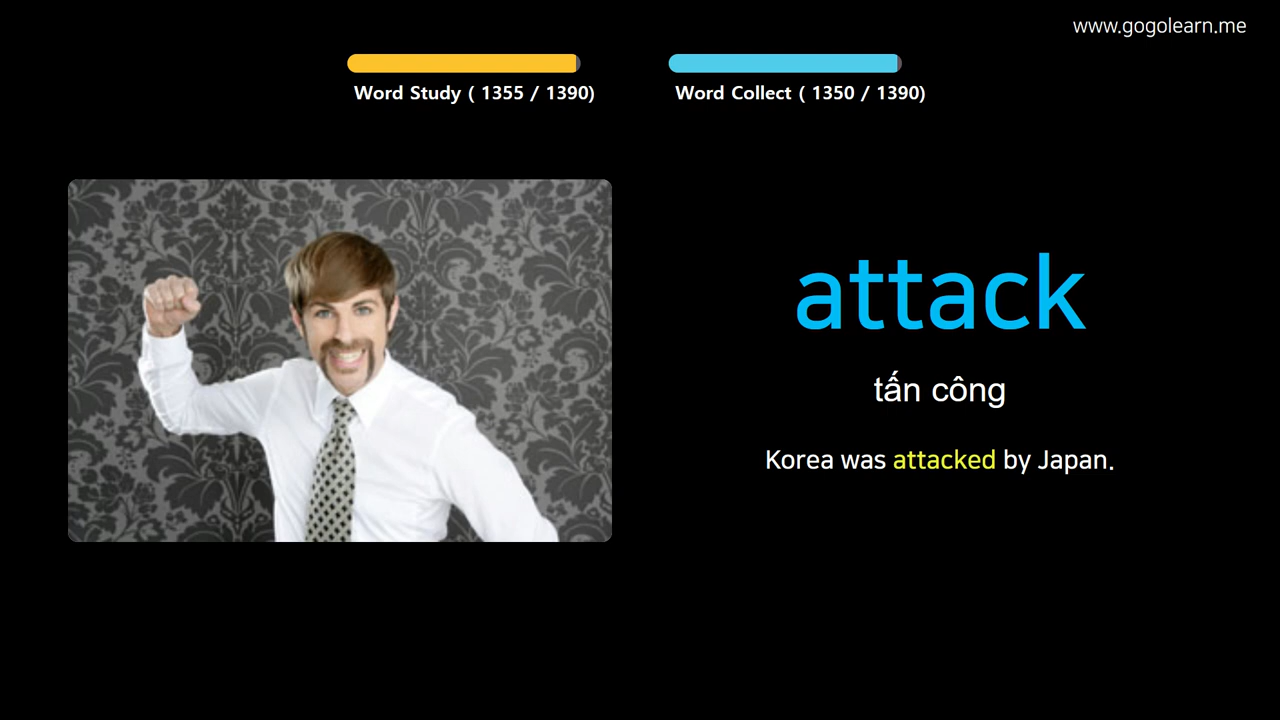 www.gogolearn.me
Word Study ( 1355 / 1390)
Word Collect ( 1350 / 1390)
attack
tấn công
Korea was attacked by Japan.